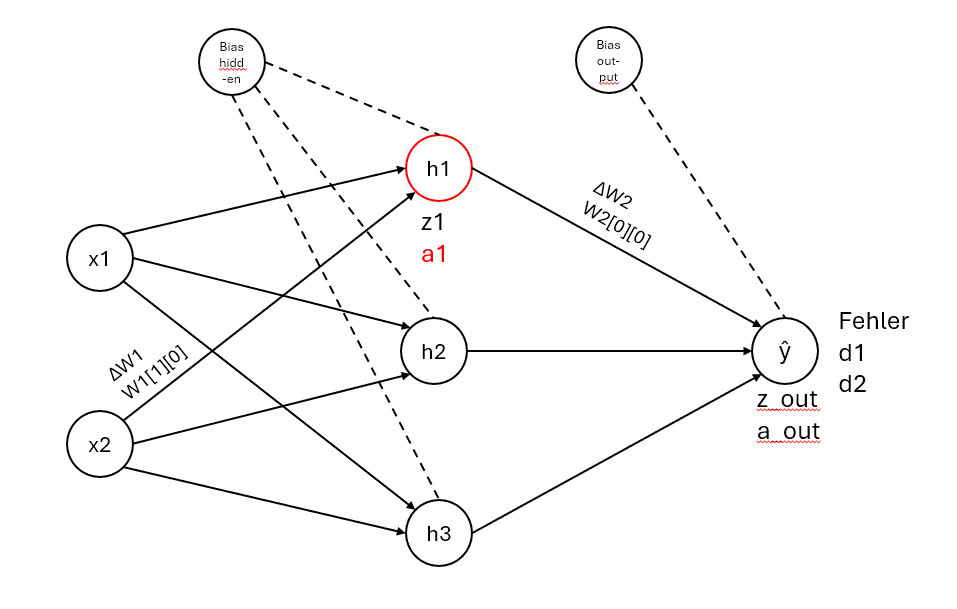 Bias
hidd
-en
Bias
out-
put
h1
z1
a1
ΔW2
W2[0][0]
x1
h2
ŷ
Fehler
d1
d2
z_out
a_out
ΔW1
W1[1][0]
x2
h3